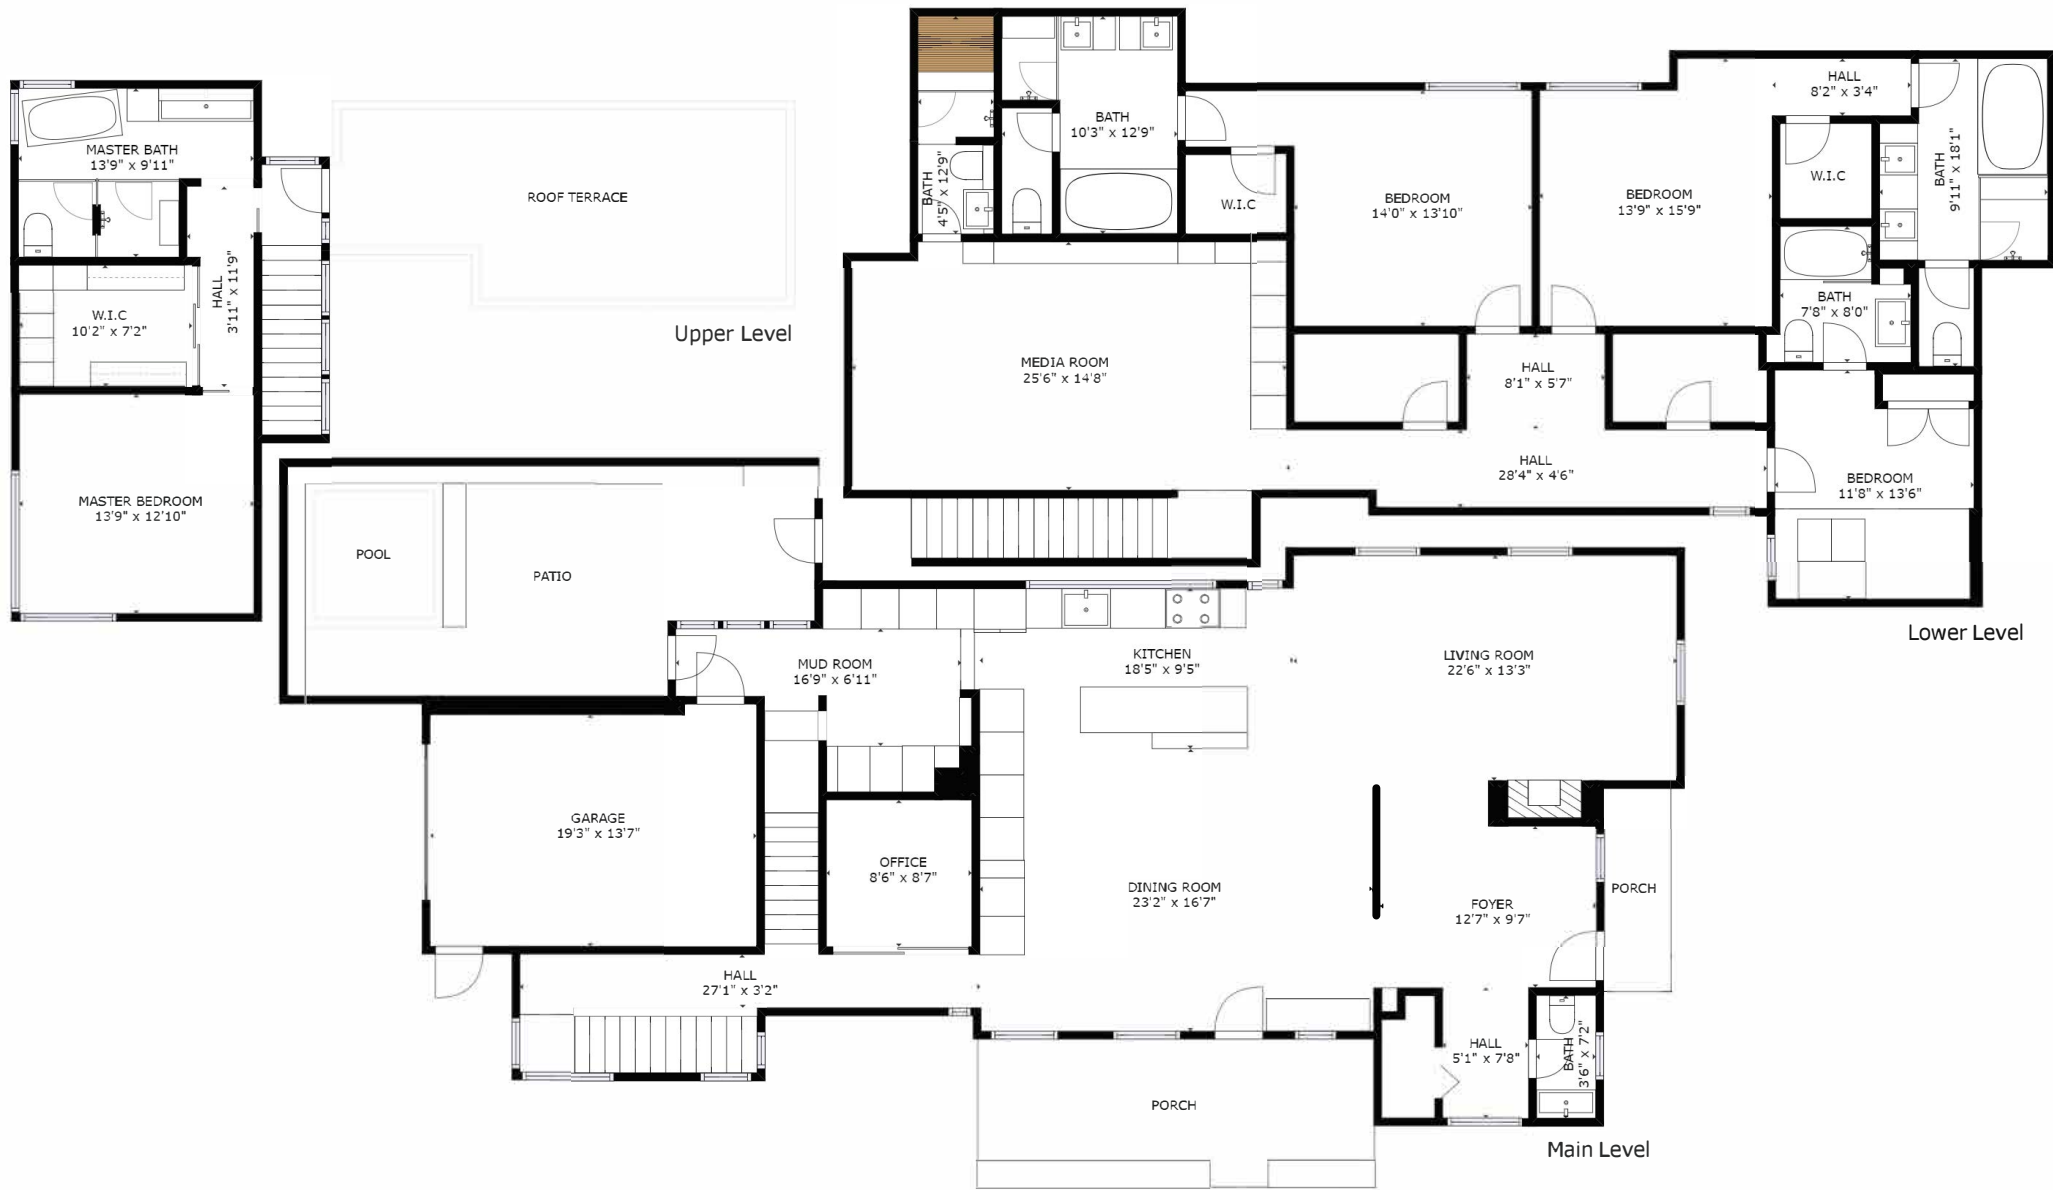 MASTER BATH
13'9" x 9'11"
W.I.C
10'2" x 7'2"
HALL
3'11" x 11'9"
MASTER BEDROOM
13'9" x 12'10"
ROOF TERRACE
Upper Level
BATH
4'5" x 12'9"
BATH
10'3" x 12'9"
W.I.C
BEDROOM
14'0" x 13'10"
BEDROOM
13'9" x 15'9"
HALL
8'2" x 3'4"
W.I.C
BATH
9'11" x 18'1"
BATH
7'8" x 8'0"
MEDIA ROOM
25'6" x 14'8"
HALL
8'1" x 5'7"
HALL
28'4" x 4'6"
BEDROOM
11'8" x 13'6"
Lower Level
POOL
PATIO
MUD ROOM
16'9" x 6'11"
KITCHEN
18'5" x 9'5"
LIVING ROOM
22'6" x 13'3"
GARAGE
19'3" x 13'7"
OFFICE
8'6" x 8'7"
DINING ROOM
23'2" x 16'7"
FOYER
12'7" x 9'7"
PORCH
HALL
27'1" x 3'2"
HALL
5'1" x 7'8"
BATH
3'6" x 7'2"
PORCH
Main Level